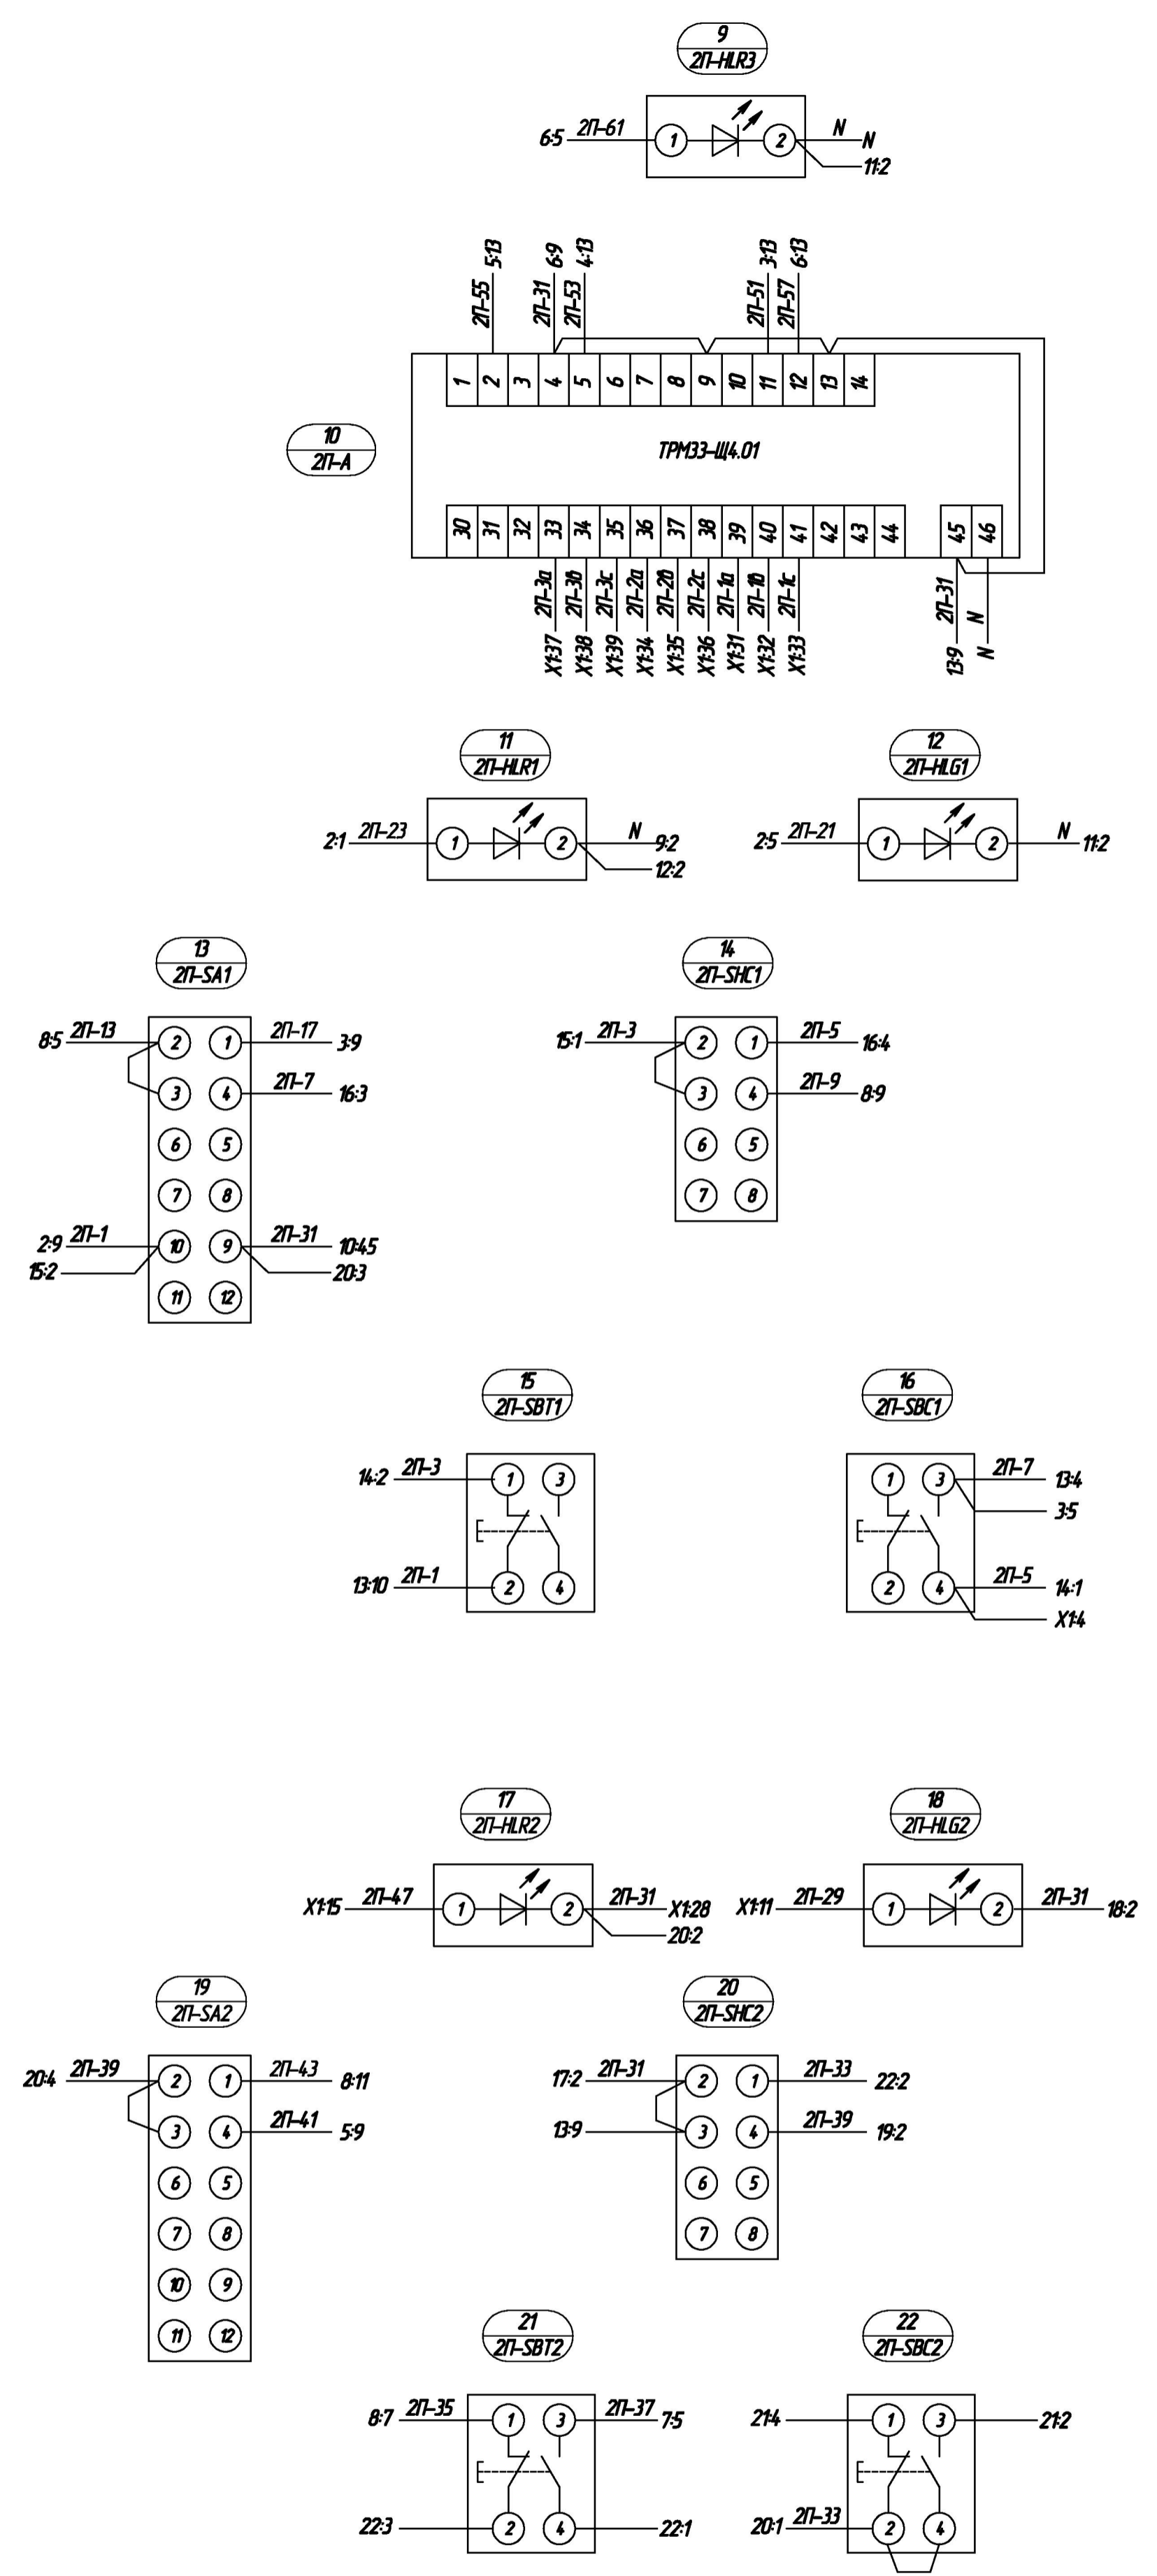 9
2П-HLR3
6:5 2П-61 1 2 N N
11:2
5:13 6:9 4:13 3:13 6:13
2П-55 2П-31 2П-53 2П-51 2П-57
1 2 3 4 5 6 7 8 9 10 11 12 13 14
10
2П-А
ТРМ33-Щ4.01
30 31 32 33 34 35 36 37 38 39 40 41 42 43 44 45 46
2П-3a 2П-3b 2П-3c 2П-2a 2П-2b 2П-2c 2П-1a 2П-1b 2П-1c 2П-31 N
X1:37 X1:38 X1:39 X1:34 X1:35 X1:36 X1:31 X1:32 X1:33 13:9 N
11
2П-HLR1
12
2П-HLG1
2:1 2П-23 1 2 N 9:2
12:2
2:5 2П-21 1 2 N 11:2
13
2П-SA1
8:5 2П-13 2 1 2П-17 3:9
3 4 2П-7 16:3
6 5
7 8
2:9 2П-1 10 9 2П-31 10:45
15:2 20:3
11 12
14
2П-SHC1
15:1 2П-3 2 1 2П-5 16:4
3 4 2П-9 8:9
6 5
7 8
15
2П-SBT1
14:2 2П-3 1 3
13:10 2П-1 2 4
16
2П-SBC1
1 3 2П-7 13:4
3:5
2 4 2П-5 14:1
X1:4
17
2П-HLR2
X1:15 2П-47 1 2 2П-31 X1:28
20:2
18
2П-HLG2
X1:11 2П-29 1 2 2П-31 18:2
19
2П-SA2
20:4 2П-39 2 1 2П-43 8:11
3 4 2П-41 5:9
6 5
7 8
10 9
11 12
20
2П-SHC2
17:2 2П-31 2 1 2П-33 22:2
13:9 3 4 2П-39 19:2
6 5
7 8
21
2П-SBT2
8:7 2П-35 1 3 2П-37 7:5
22:3 2 4 22:1
22
2П-SBC2
21:4 1 3 21:2
20:1 2П-33 2 4